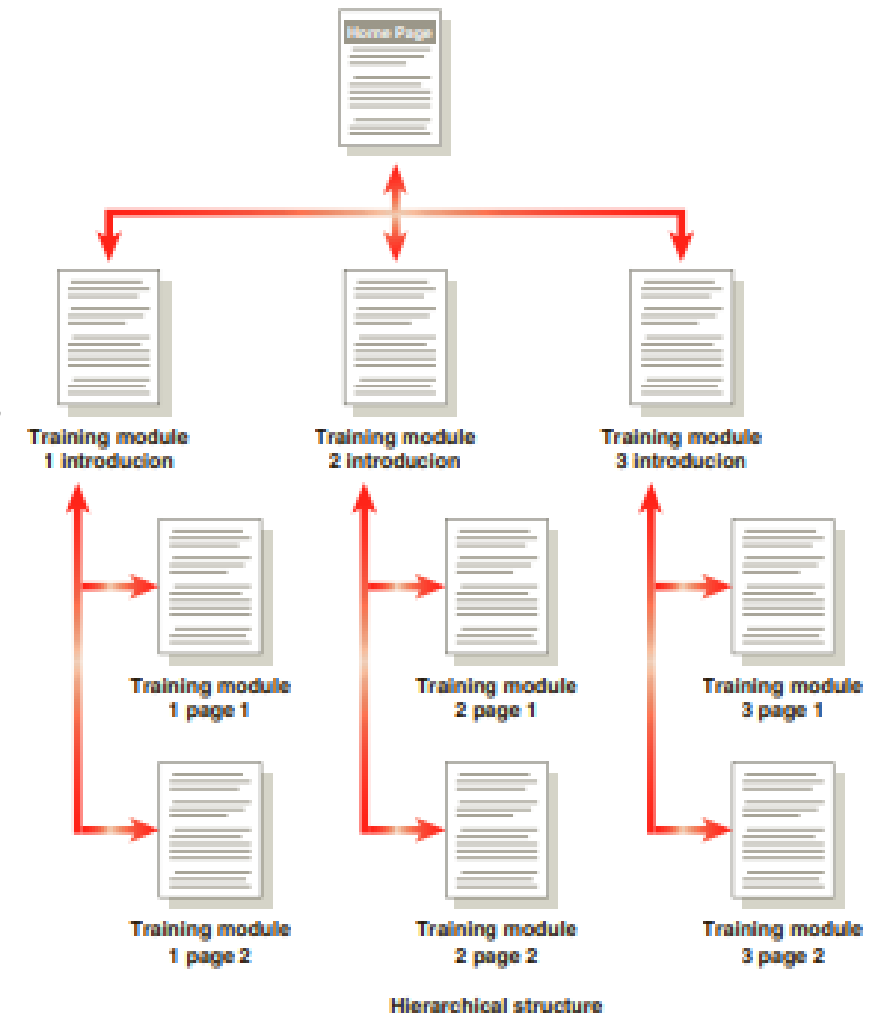 Home Page
Training module
1 introducion
Training module
2 introducion
Training module
3 introducion
Training module
1 page 1
Training module
2 page 1
Training module
3 page 1
Training module
1 page 2
Training module
2 page 2
Training module
3 page 2
Hierarchical structure